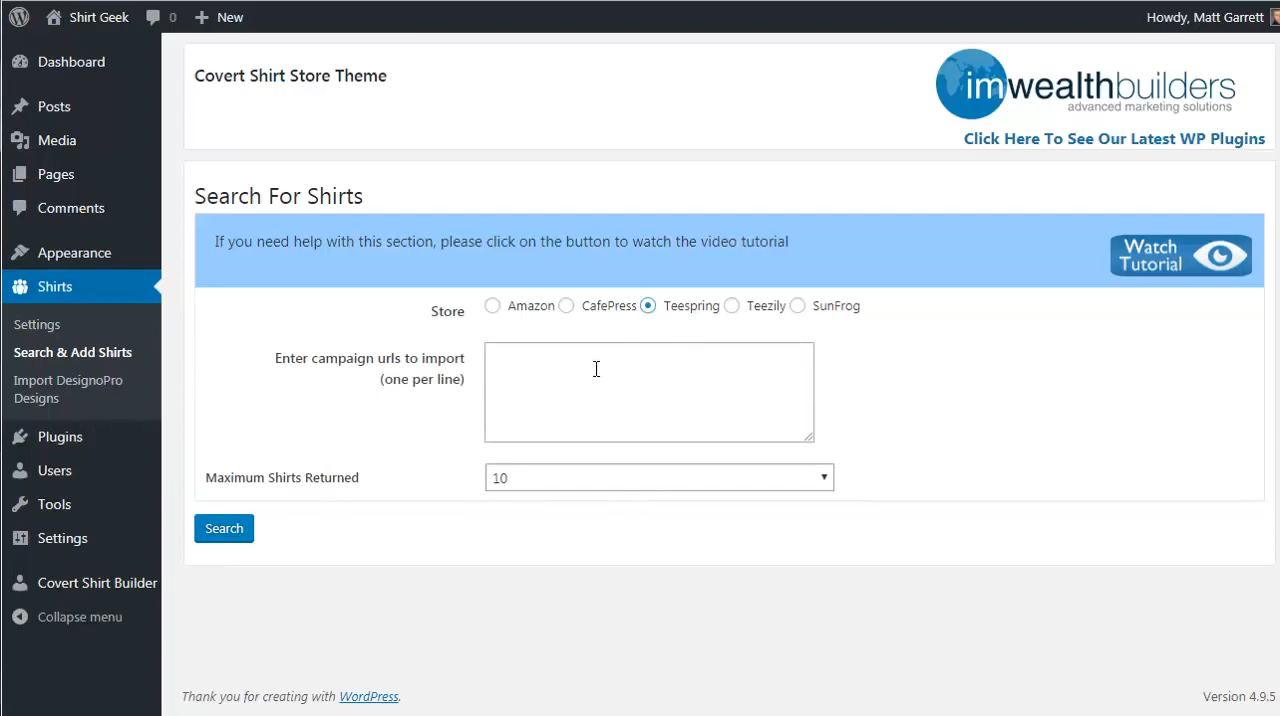 Shirt Geek
0
New
Howdy, Matt Garrett
Dashboard
Posts
Media
Pages
Comments
Appearance
Shirts
Settings
Search & Add Shirts
Import DesignoPro
Designs
Plugins
Users
Tools
Settings
Covert Shirt Builder
Collapse menu
Covert Shirt Store Theme
imwealthbuilders
advanced marketing solutions
Click Here To See Our Latest WP Plugins
Search For Shirts
If you need help with this section, please click on the button to watch the video tutorial
Watch
Tutorial
Store
Amazon
CafePress
Teespring
Teezily
SunFrog
Enter campaign urls to import
(one per line)
Maximum Shirts Returned
10
Search
Thank you for creating with WordPress.
Version 4.9.5